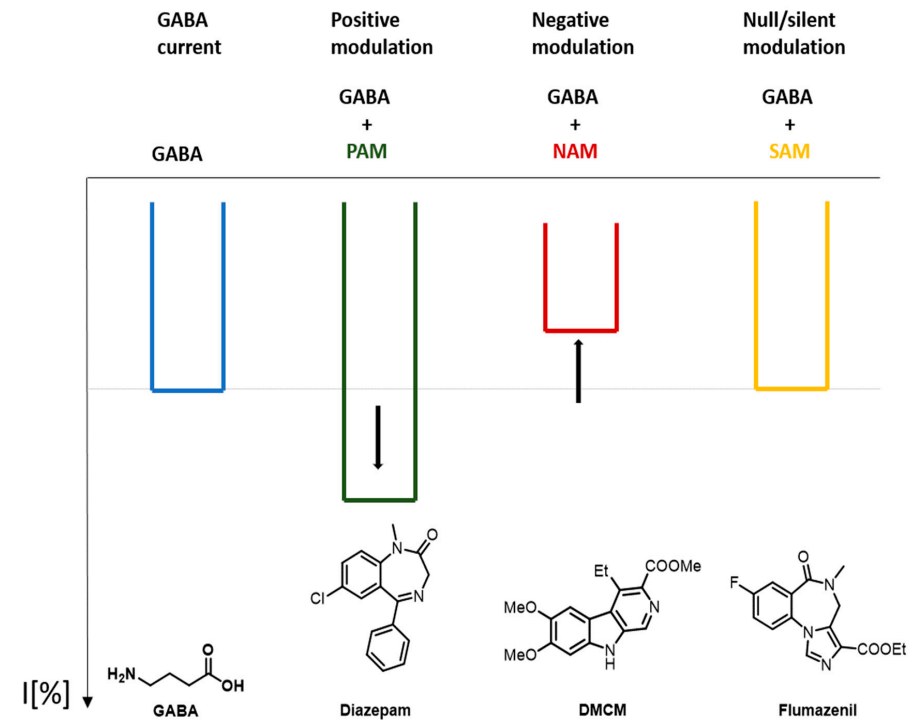 GABA
current
Positive
modulation
Negative
modulation
Null/silent
modulation
GABA
GABA
+
PAM
GABA
+
NAM
GABA
+
SAM
I[%]
H₂N
O
OH
GABA
N
O
Cl
N
Diazepam
Et
COOMe
MeO
MeO
N
N
H
DMCM
O
F
N
N
N
COOEt
Flumazenil